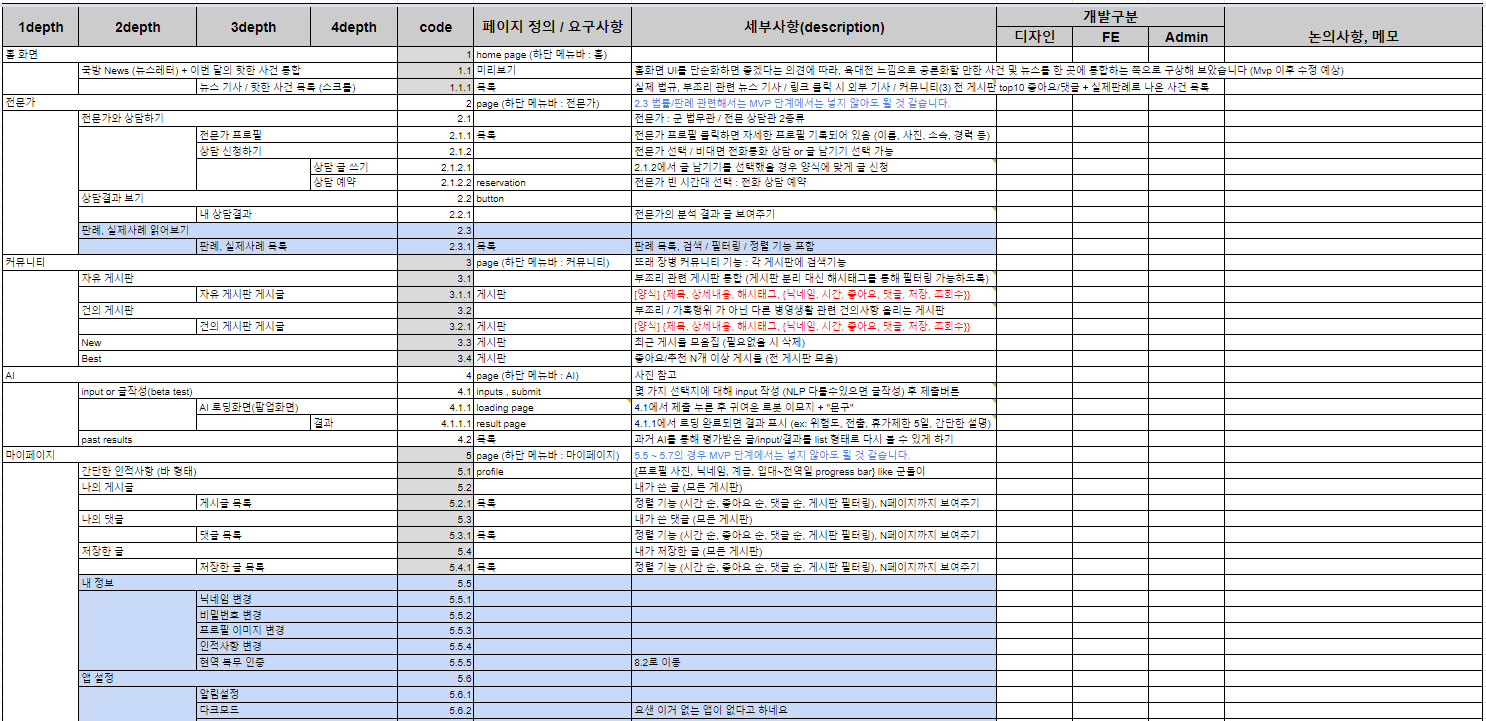 1depth 2depth 3depth 4depth code 페이지 정의 / 요구사항 세부사항(description) 개발구분 논의사항, 메모
디자인 FE Admin
홈 화면 1 home page (하단 메뉴바 : 홈)
국방 News (뉴스레터) + 이번 달의 핫한 사건 통합 1.1 미리보기 홈화면 UI를 단순화하면 좋겠다는 의견에 따라, 육대전 느낌으로 공론화할 만한 사건 및 뉴스를 한 곳에 통합하는 쪽으로 구상해 보았습니다 (Mvp 이후 수정 예상)
뉴스 기사 / 핫한 사건 목록 (스크롤) 1.1.1 목록 실제 법규, 부조리 관련 뉴스 기사 / 링크 클릭 시 외부 기사 / 커뮤니티(3) 전 게시판 top10 좋아요/댓글 + 실제판례로 나온 사건 목록
전문가 2 page (하단 메뉴바 : 전문가) 2.3 법률/판례 관련해서는 MVP 단계에서는 넣지 않아도 될 것 같습니다.
전문가와 상담하기 2.1 전문가 : 군 법무관 / 전문 상담관 2종류
전문가 프로필 2.1.1 목록 전문가 프로필 클릭하면 자세한 프로필 기록되어 있음 (이름, 사진, 소속, 경력 등)
상담 신청하기 2.1.2 전문가 선택 / 비대면 전화통화 상담 or 글 남기기 선택 가능
상담 글 쓰기 2.1.2.1 2.1.2에서 글 남기기를 선택했을 경우 양식에 맞게 글 신청
상담 예약 2.1.2.2 reservation 전문가 빈 시간대 선택 : 전화 상담 예약
상담결과 보기 2.2 button
내 상담결과 2.2.1 전문가의 분석 결과 글 보여주기
판례, 실제사례 읽어보기 2.3
판례, 실제사례 목록 2.3.1 목록 판례 목록, 검색 / 필터링 / 정렬 기능 포함
커뮤니티 3 page (하단 메뉴바 : 커뮤니티) 또래 장병 커뮤니티 기능 : 각 게시판에 검색기능
자유 게시판 3.1 부조리 관련 게시판 통합 (게시판 분리 대신 해시태그를 통해 필터링 가능하도록)
자유 게시판 게시글 3.1.1 게시판 [양식] {제목, 상세내용, 해시태그, {닉네임, 시간, 좋아요, 댓글, 저장, 조회수}}
건의 게시판 3.2 부조리 / 가혹행위 가 아닌 다른 병영생활 관련 건의사항 올리는 게시판
건의 게시판 게시글 3.2.1 게시판 [양식] {제목, 상세내용, 해시태그, {닉네임, 시간, 좋아요, 댓글, 저장, 조회수}}
New 3.3 게시판 최근 게시물 모음집 (필요없을 시 삭제)
Best 3.4 게시판 좋아요/추천 N개 이상 게시물 (전 게시판 모음)
AI 4 page (하단 메뉴바 : AI) 사진 참고
input or 글작성(beta test) 4.1 inputs , submit 몇 가지 선택지에 대해 input 작성 (NLP 다룰수있으면 글작성) 후 제출버튼
AI 로딩화면(팝업화면) 4.1.1 loading page 4.1에서 제출 누른 후 귀여운 로봇 이모지 + "문구"
결과 4.1.1.1 result page 4.1.1에서 로딩 완료되면 결과 표시 (ex: 위험도, 전출, 휴가제한 5일, 간단한 설명)
past results 4.2 목록 과거 AI를 통해 평가받은 글/input/결과를 list 형태로 다시 볼 수 있게 하기
마이페이지 5 page (하단 메뉴바 : 마이페이지) 5.5 ~ 5.7의 경우 MVP 단계에서는 넣지 않아도 될 것 같습니다.
간단한 인적사항 (바 형태) 5.1 profile {프로필 사진, 닉네임, 계급, 입대~전역일 progress bar} like 군돌이
나의 게시글 5.2 내가 쓴 글 (모든 게시판)
게시글 목록 5.2.1 목록 정렬 기능 (시간 순, 좋아요 순, 댓글 순, 게시판 필터링), N페이지까지 보여주기
나의 댓글 5.3 내가 쓴 댓글 (모든 게시판)
댓글 목록 5.3.1 목록 정렬 기능 (시간 순, 좋아요 순, 댓글 순, 게시판 필터링), N페이지까지 보여주기
저장한 글 5.4 내가 저장한 글 (모든 게시판)
저장한 글 목록 5.4.1 목록 정렬 기능 (시간 순, 좋아요 순, 댓글 순, 게시판 필터링), N페이지까지 보여주기
내 정보 5.5
닉네임 변경 5.5.1
비밀번호 변경 5.5.2
프로필 이미지 변경 5.5.3
인적사항 변경 5.5.4
현역 복무 인증 5.5.5 8.2로 이동
앱 설정 5.6
알림설정 5.6.1
다크모드 5.6.2 요샌 이거 없는 앱이 없다고 하네요